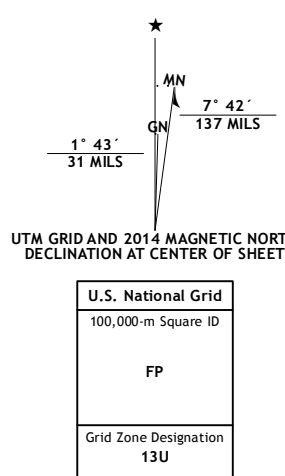 ★
MN
GN
7° 42´
137 MILS
1° 43´
31 MILS
UTM GRID AND 2014 MAGNETIC NORT
DECLINATION AT CENTER OF SHEET
U.S. National Grid
100,000-m Square ID
FP
Grid Zone Designation
13U